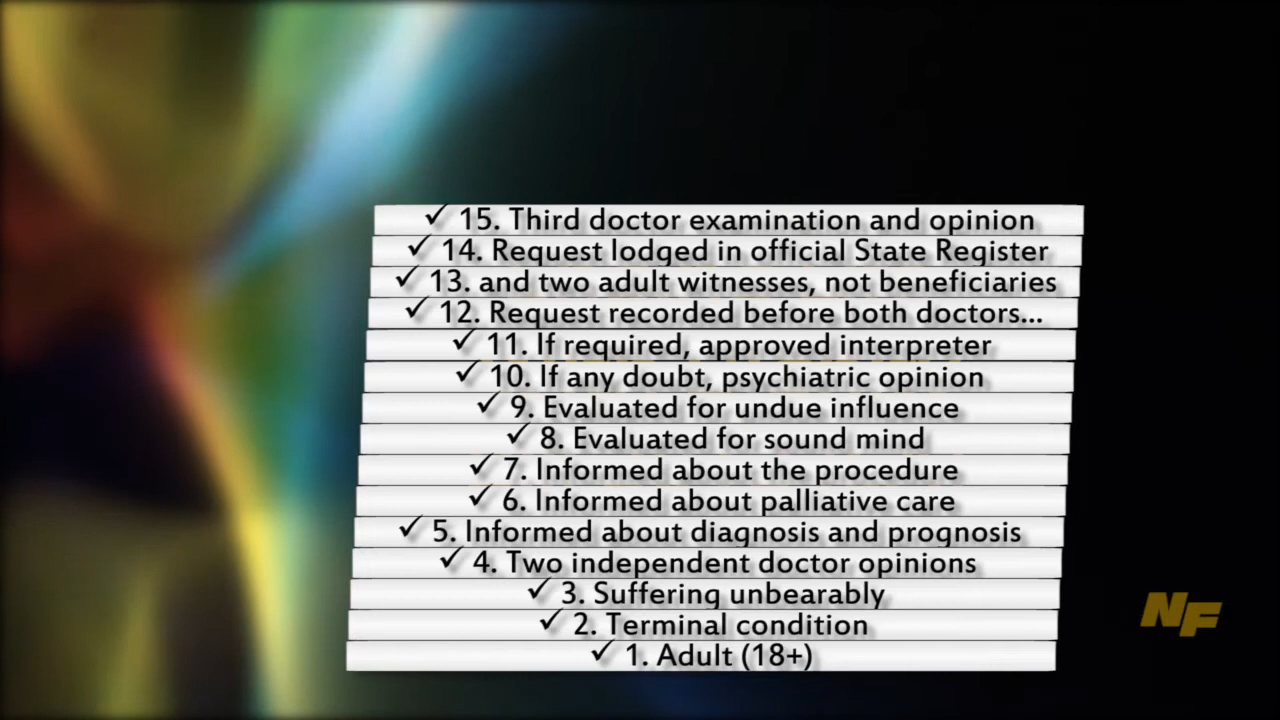 ✓ 15. Third doctor examination and opinion
✓ 14. Request lodged in official State Register
✓ 13. and two adult witnesses, not beneficiaries
✓ 12. Request recorded before both doctors...
✓ 11. If required, approved interpreter
✓ 10. If any doubt, psychiatric opinion
✓ 9. Evaluated for undue influence
✓ 8. Evaluated for sound mind
✓ 7. Informed about the procedure
✓ 6. Informed about palliative care
✓ 5. Informed about diagnosis and prognosis
✓ 4. Two independent doctor opinions
✓ 3. Suffering unbearably
✓ 2. Terminal condition
✓ 1. Adult (18+)
NF